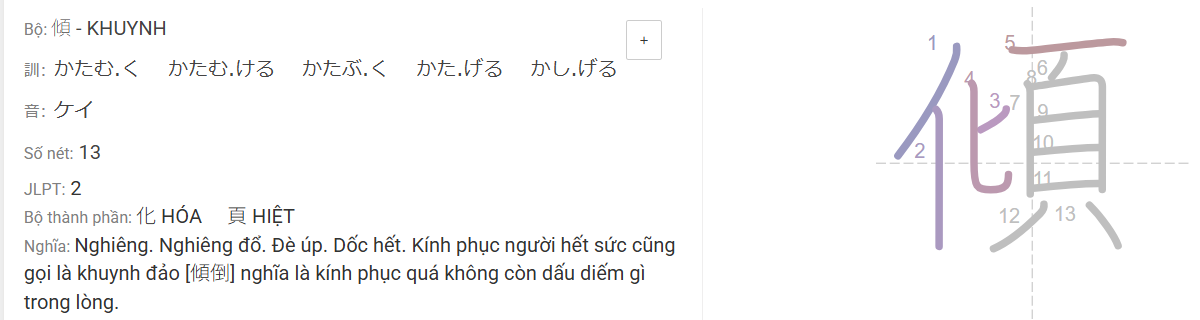 Bộ: 傾 - KHUYNH
+
訓: かたむ.く かたむ.ける かたぶ.く かた.げる かし.げる
音: ケイ
Số nét: 13
JLPT: 2
Bộ thành phần: 化 HÓA 頁 HIỆT
Nghĩa: Nghiêng. Nghiêng đổ. Đè úp. Dốc hết. Kính phục người hết sức cũng
gọi là khuynh đảo [傾倒] nghĩa là kính phục quá không còn dấu diếm gì
trong lòng.
傾
1
5
6
4
8
3
7
9
2
10
11
12
13